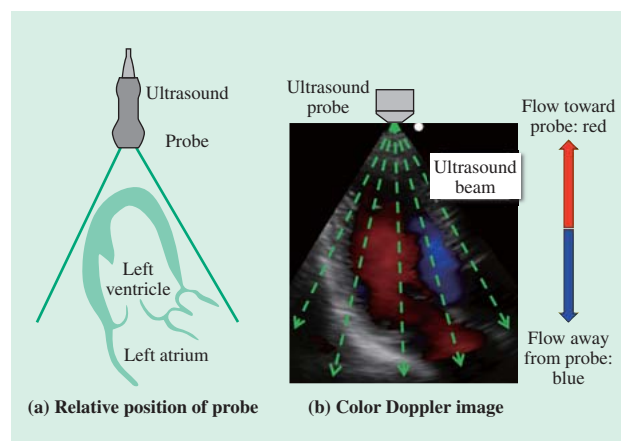 Ultrasound
Probe
Left
ventricle
Left atrium
(a) Relative position of probe
Ultrasound
probe
Ultrasound
beam
Flow toward
probe: red
Flow away
from probe:
blue
(b) Color Doppler image